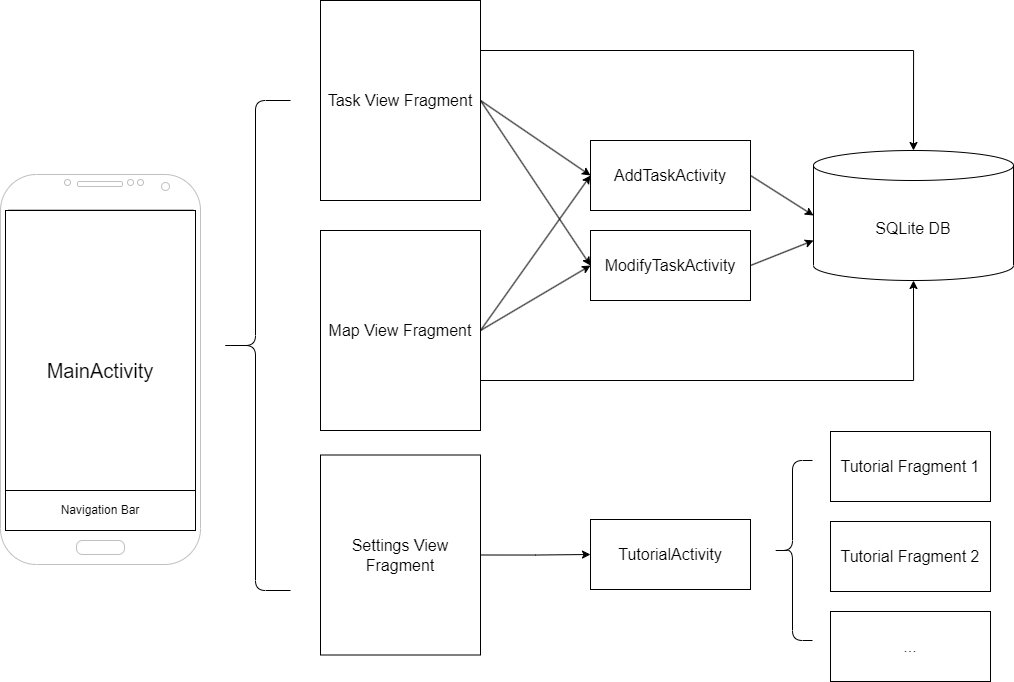 MainActivity
Navigation Bar
Task View Fragment
Map View Fragment
Settings View
Fragment
AddTaskActivity
ModifyTaskActivity
SQLite DB
TutorialActivity
Tutorial Fragment 1
Tutorial Fragment 2
...